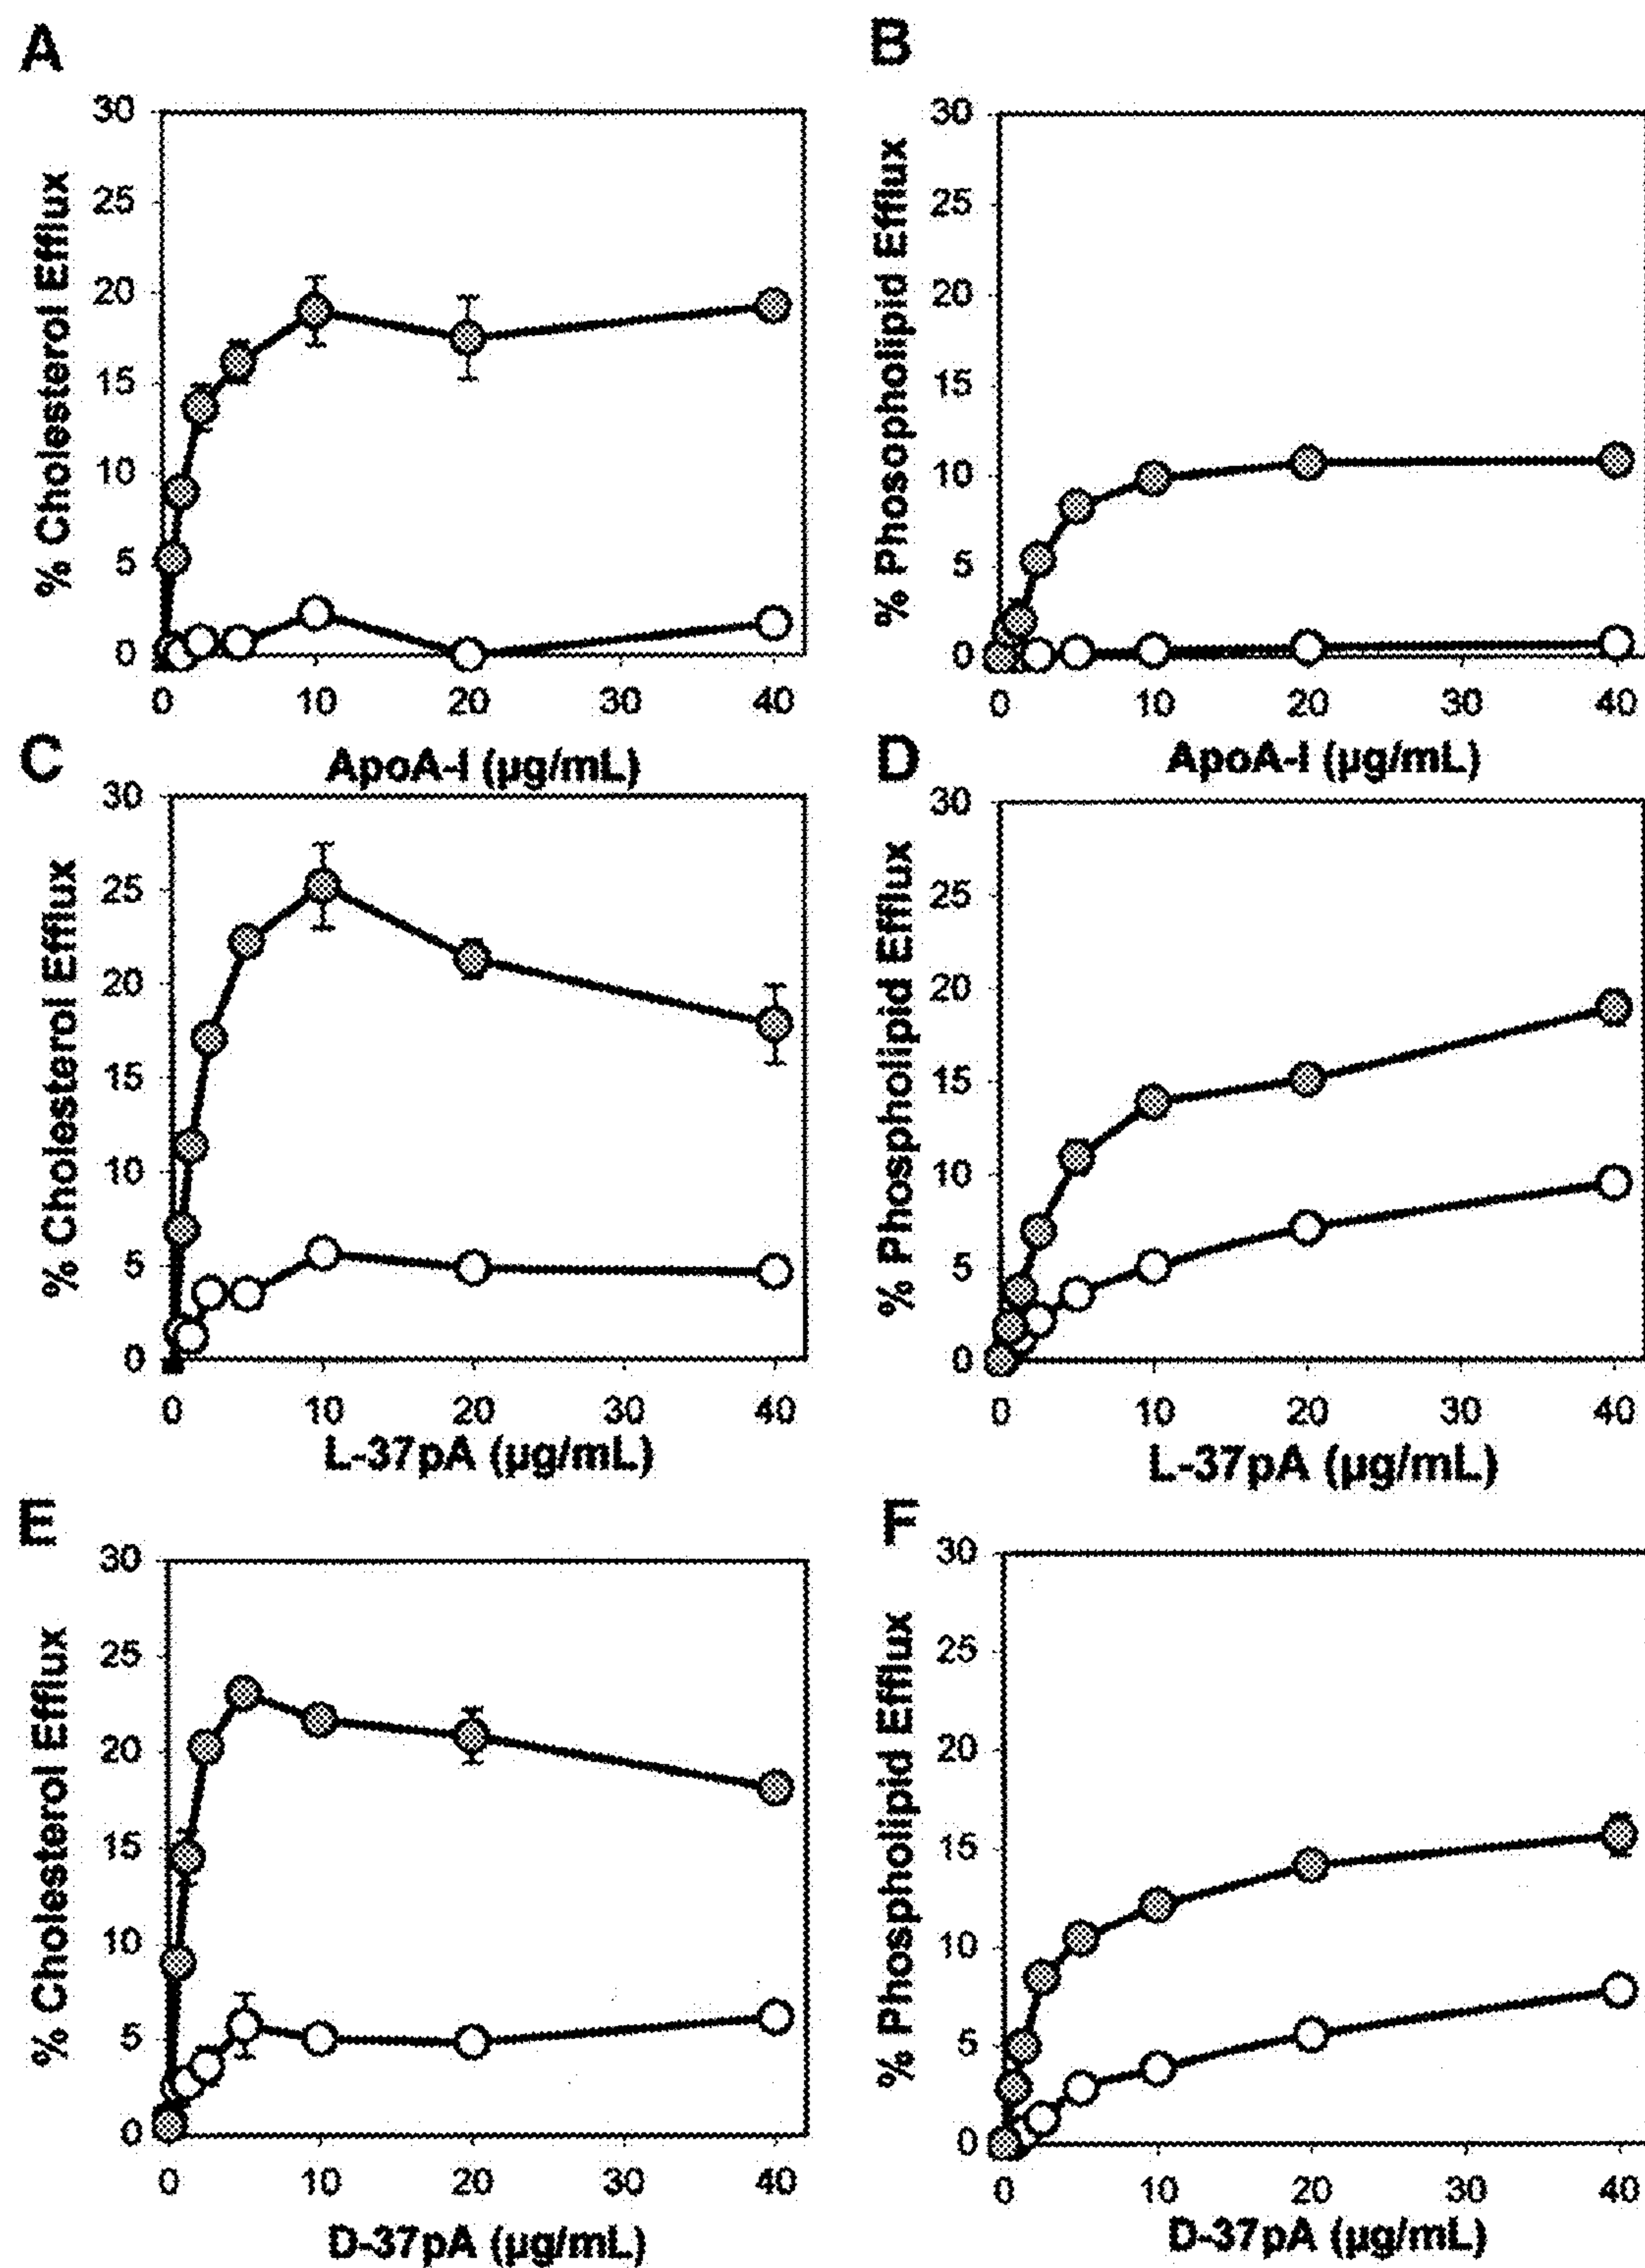 A
% Cholesterol Efflux
30
25
20
15
10
5
0
0 10 20 30 40
ApoA-I (µg/mL)
B
% Phosopholipid Efflux
30
25
20
15
10
5
0
0 10 20 30 40
ApoA-I (µg/mL)
C
% Cholesterol Efflux
30
25
20
15
10
5
0
0 10 20 30 40
L-37pA (µg/mL)
D
% Phospholipid Efflux
30
25
20
15
10
5
0
0 10 20 30 40
L-37pA (µg/mL)
E
% Cholesterol Efflux
30
25
20
15
10
5
0
0 10 20 30 40
D-37pA (µg/mL)
F
% Phospholipid Efflux
30
25
20
15
10
5
0
0 10 20 30 40
D-37pA (µg/mL)